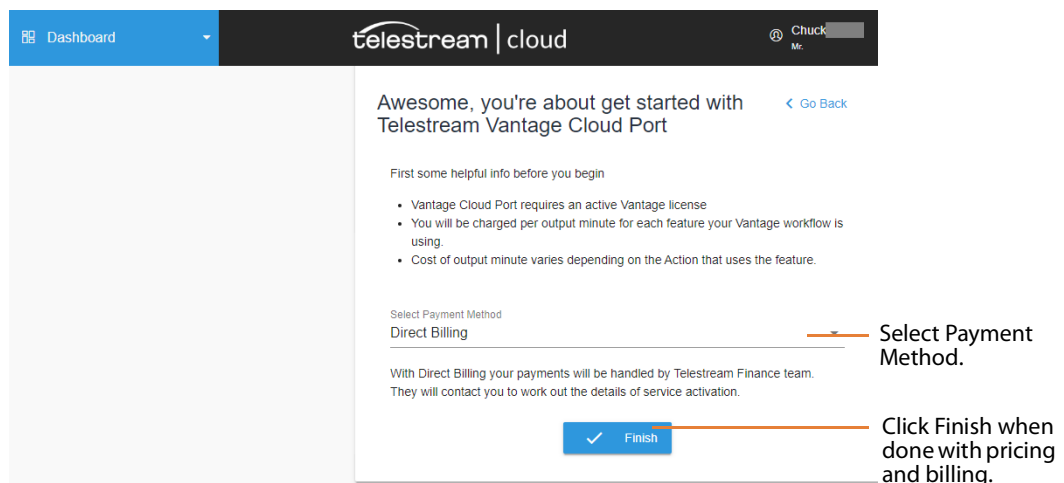 Dashboard
telestream | cloud
Chuck
Mr.
Awesome, you're about get started with
Telestream Vantage Cloud Port
Go Back
First some helpful info before you begin
• Vantage Cloud Port requires an active Vantage license
• You will be charged per output minute for each feature your Vantage workflow is
using.
• Cost of output minute varies depending on the Action that uses the feature.
Select Payment Method
Direct Billing
Select Payment
Method.
With Direct Billing your payments will be handled by Telestream Finance team.
They will contact you to work out the details of service activation.
Finish
Click Finish when
done with pricing
and billing.